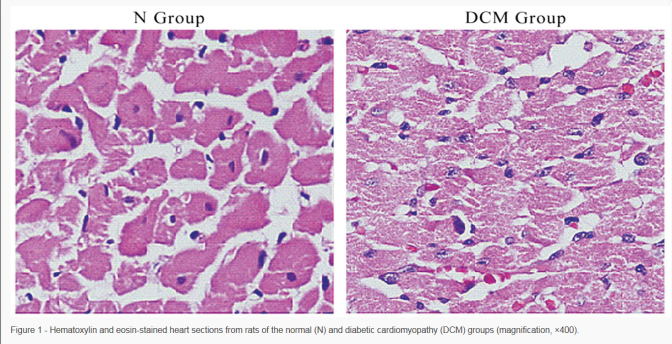 N Group
DCM Group
Figure 1 - Hematoxylin and eosin-stained heart sections from rats of the normal (N) and diabetic cardiomyopathy (DCM) groups (magnification, ×400).